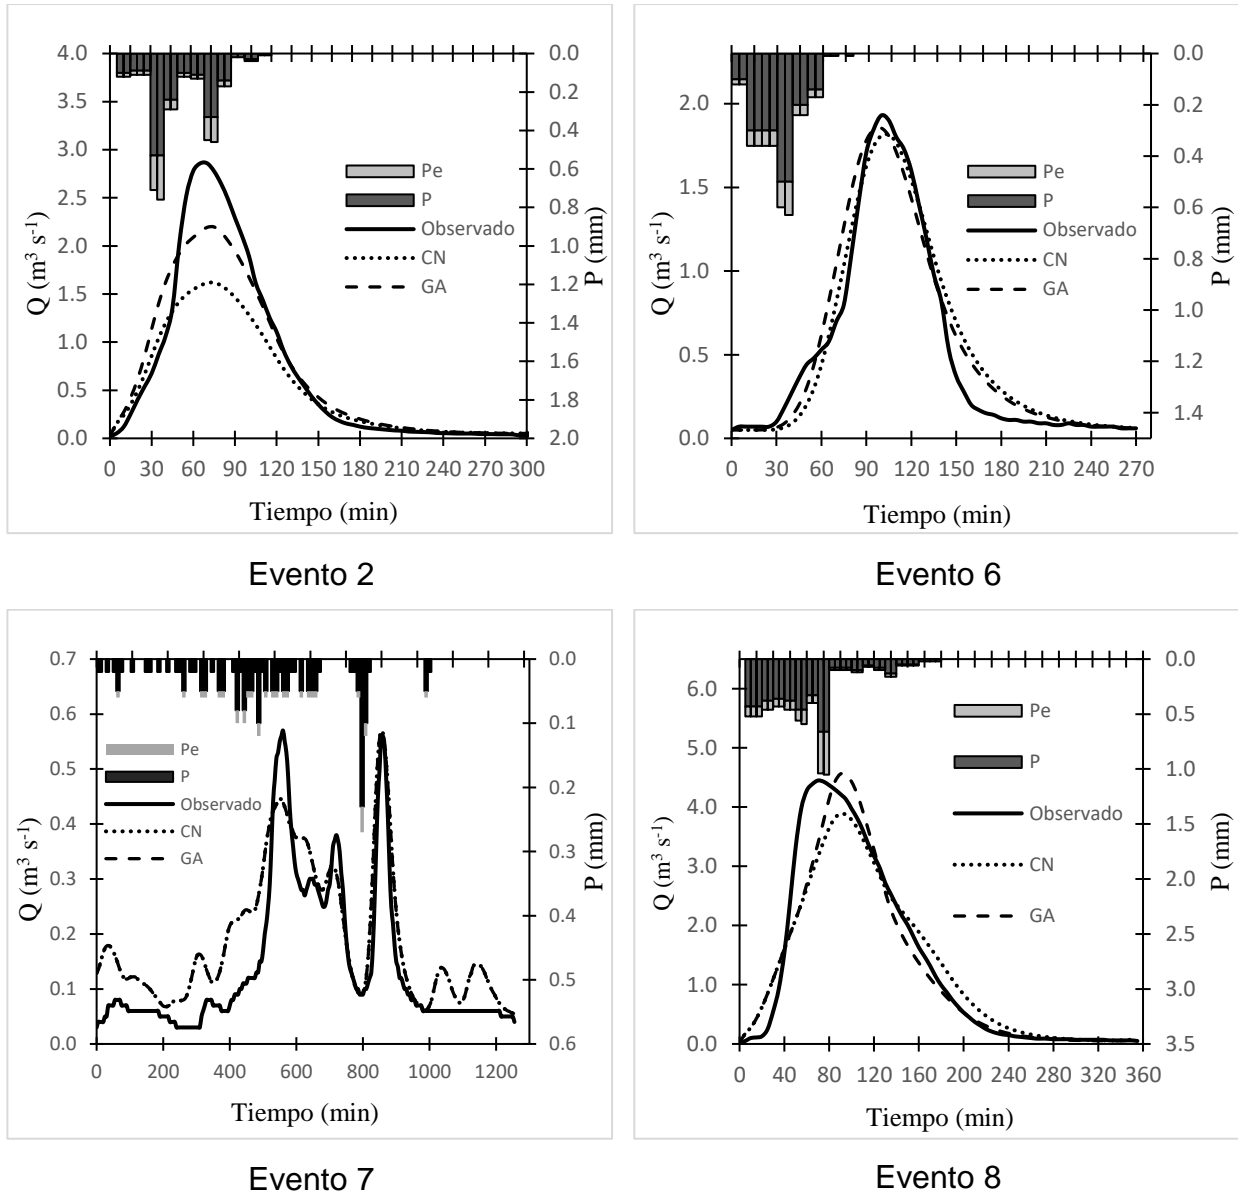 4.0
3.5
3.0
2.5
2.0
1.5
1.0
0.5
0.0
Q (m³ s⁻¹)
0.0
0.2
0.4
0.6
0.8
1.0
1.2
1.4
1.6
1.8
2.0
P (mm)
Pe
P
Observado
CN
GA
0 30 60 90 120 150 180 210 240 270 300
Tiempo (min)
Evento 2
2.0
1.5
1.0
0.5
0.0
Q (m³ s⁻¹)
0.0
0.2
0.4
0.6
0.8
1.0
1.2
1.4
P (mm)
Pe
P
Observado
CN
GA
0 30 60 90 120 150 180 210 240 270
Tiempo (min)
Evento 6
0.7
0.6
0.5
0.4
0.3
0.2
0.1
0.0
Q (m³ s⁻¹)
0.0
0.1
0.2
0.3
0.4
0.5
0.6
P (mm)
Pe
P
Observado
CN
GA
0 200 400 600 800 1000 1200
Tiempo (min)
Evento 7
6.0
5.0
4.0
3.0
2.0
1.0
0.0
Q (m³ s⁻¹)
0.0
0.5
1.0
1.5
2.0
2.5
3.0
3.5
P (mm)
Pe
P
Observado
CN
GA
0 40 80 120 160 200 240 280 320 360
Tiempo (min)
Evento 8